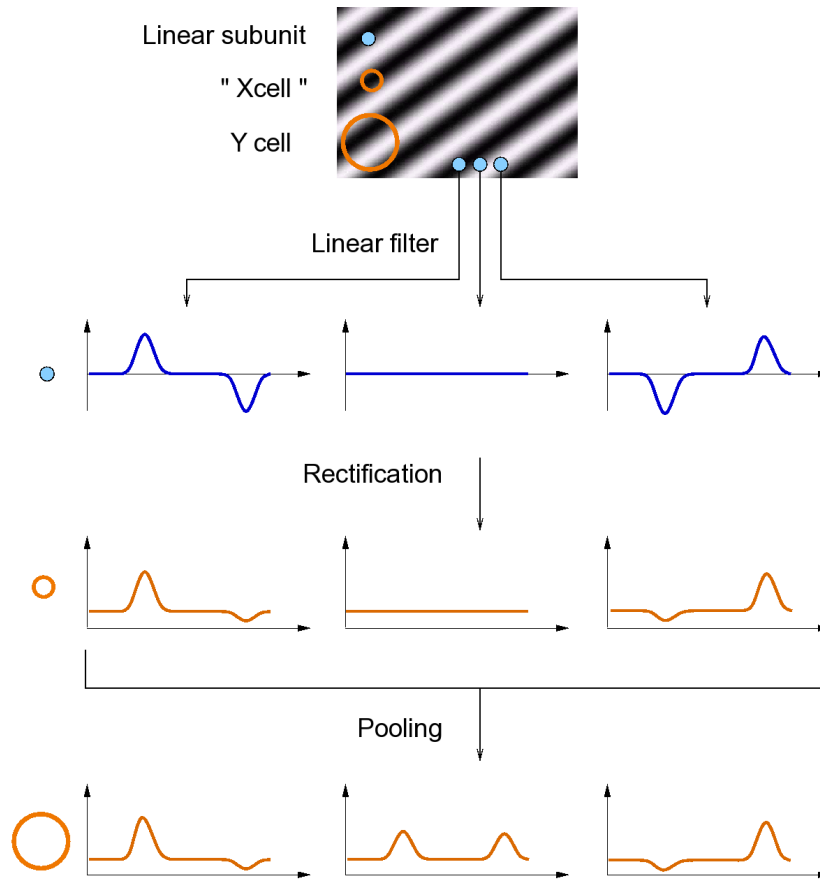 Linear subunit
" Xcell "
Y cell
Linear filter
Rectification
Pooling